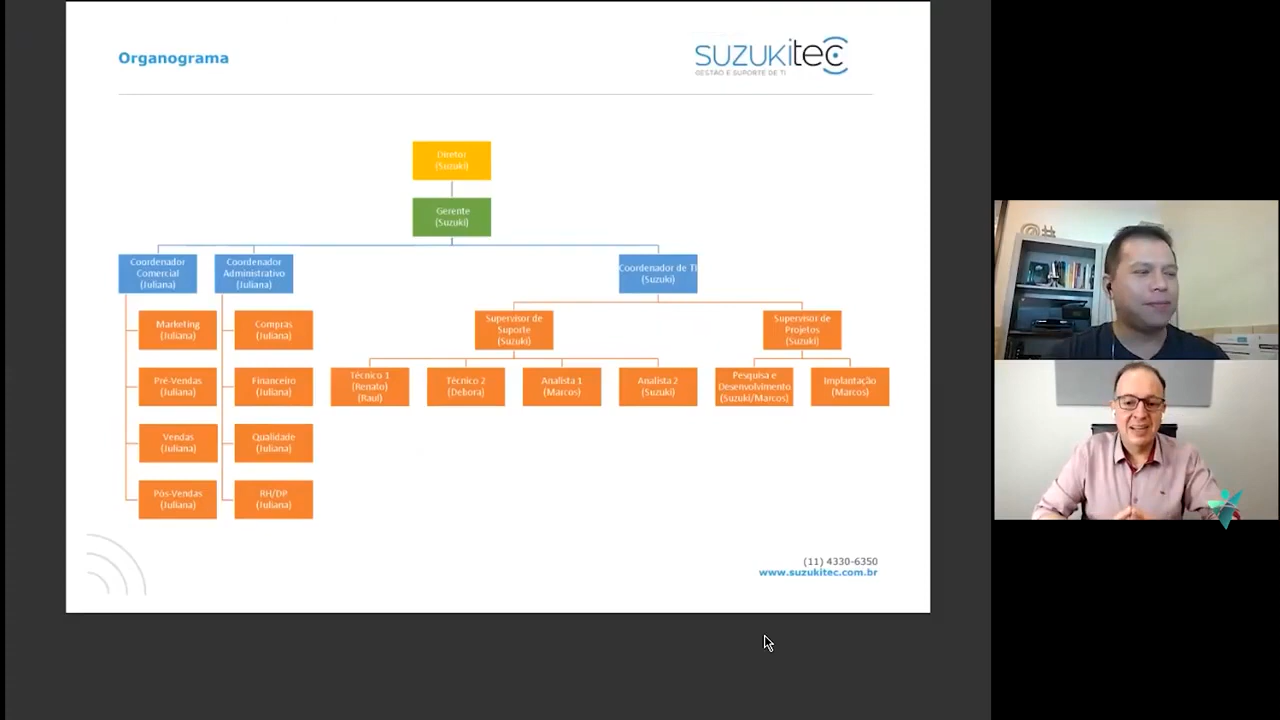 Organograma
suzukitec
GESTÃO E SUPORTE DE TI
Diretor
(Suzuki)
Gerente
(Suzuki)
Coordenador
Comercial
(Juliana)
Coordenador
Administrativo
(Juliana)
Coordenador de TI
(Suzuki)
Marketing
(Juliana)
Compras
(Juliana)
Supervisor de
Suporte
(Suzuki)
Supervisor de
Projetos
(Suzuki)
Pré-Vendas
(Juliana)
Financeiro
(Juliana)
Técnico 1
(Renato)
(Raul)
Técnico 2
(Debora)
Analista 1
(Marcos)
Analista 2
(Suzuki)
Pesquisa e
Desenvolvimento
(Suzuki/Marcos)
Implantação
(Marcos)
Vendas
(Juliana)
Qualidade
(Juliana)
Pós-Vendas
(Juliana)
RH/DP
(Juliana)
(11) 4330-6350
www.suzukitec.com.br